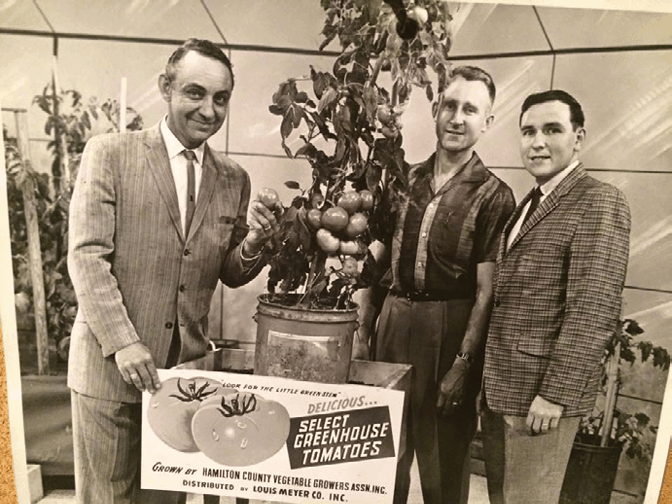 "LOOK FOR THE LITTLE GREEN STEM"
DELICIOUS...
SELECT
GREENHOUSE
TOMATOES
GROWN BY HAMILTON COUNTY VEGETABLE GROWERS ASSN. INC.
DISTRIBUTED BY LOUIS MEYER CO. INC.